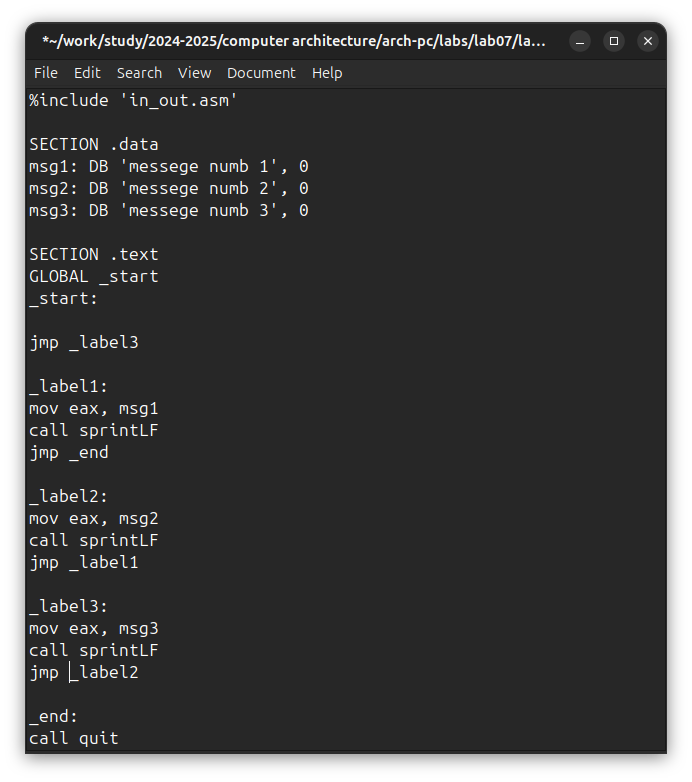 *~/work/study/2024-2025/computer architecture/arch-pc/labs/lab07/la...
File Edit Search View Document Help
%include 'in_out.asm'
SECTION .data
msg1: DB 'messege numb 1', 0
msg2: DB 'messege numb 2', 0
msg3: DB 'messege numb 3', 0
SECTION .text
GLOBAL _start
_start:
jmp _label3
_label1:
mov eax, msg1
call sprintLF
jmp _end
_label2:
mov eax, msg2
call sprintLF
jmp _label1
_label3:
mov eax, msg3
call sprintLF
jmp _label2
_end:
call quit